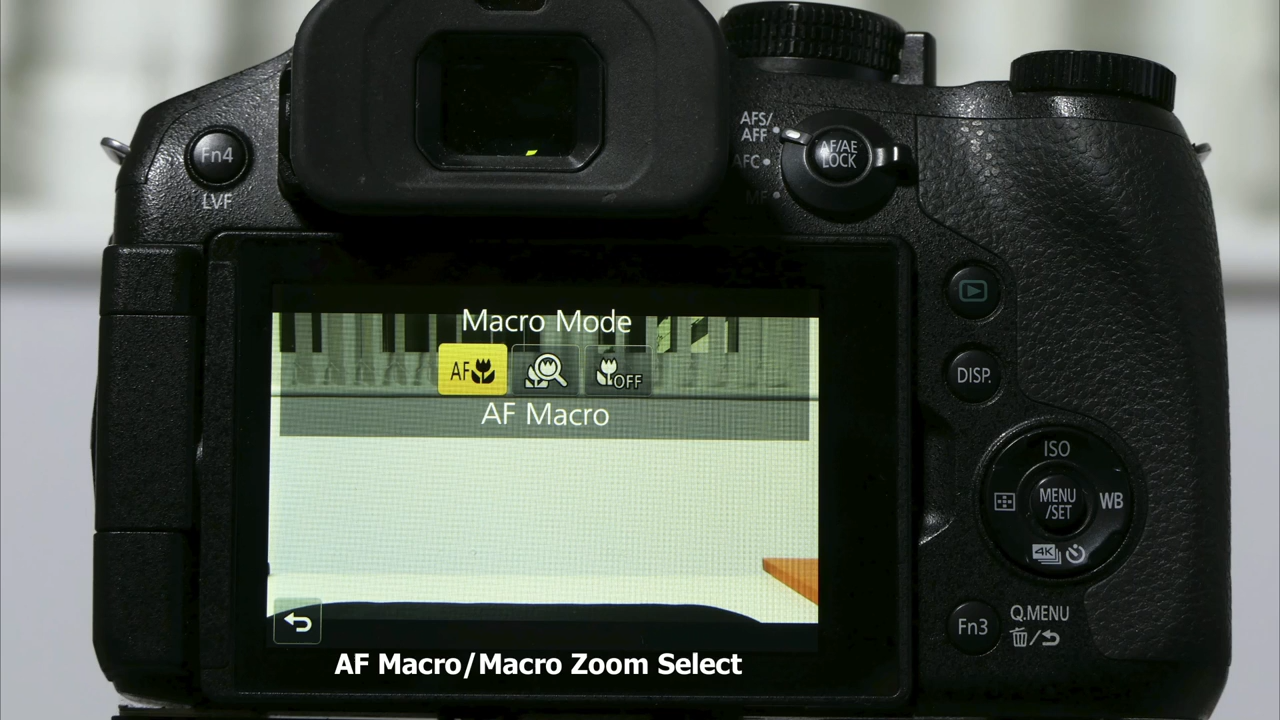 Fn4
LVF
AFS/
AFF
AFC
MF
AF/AE
LOCK
Macro Mode
AF
OFF
AF Macro
DISP.
ISO
MENU
/SET
WB
4K
Fn3
Q.MENU
AF Macro/Macro Zoom Select